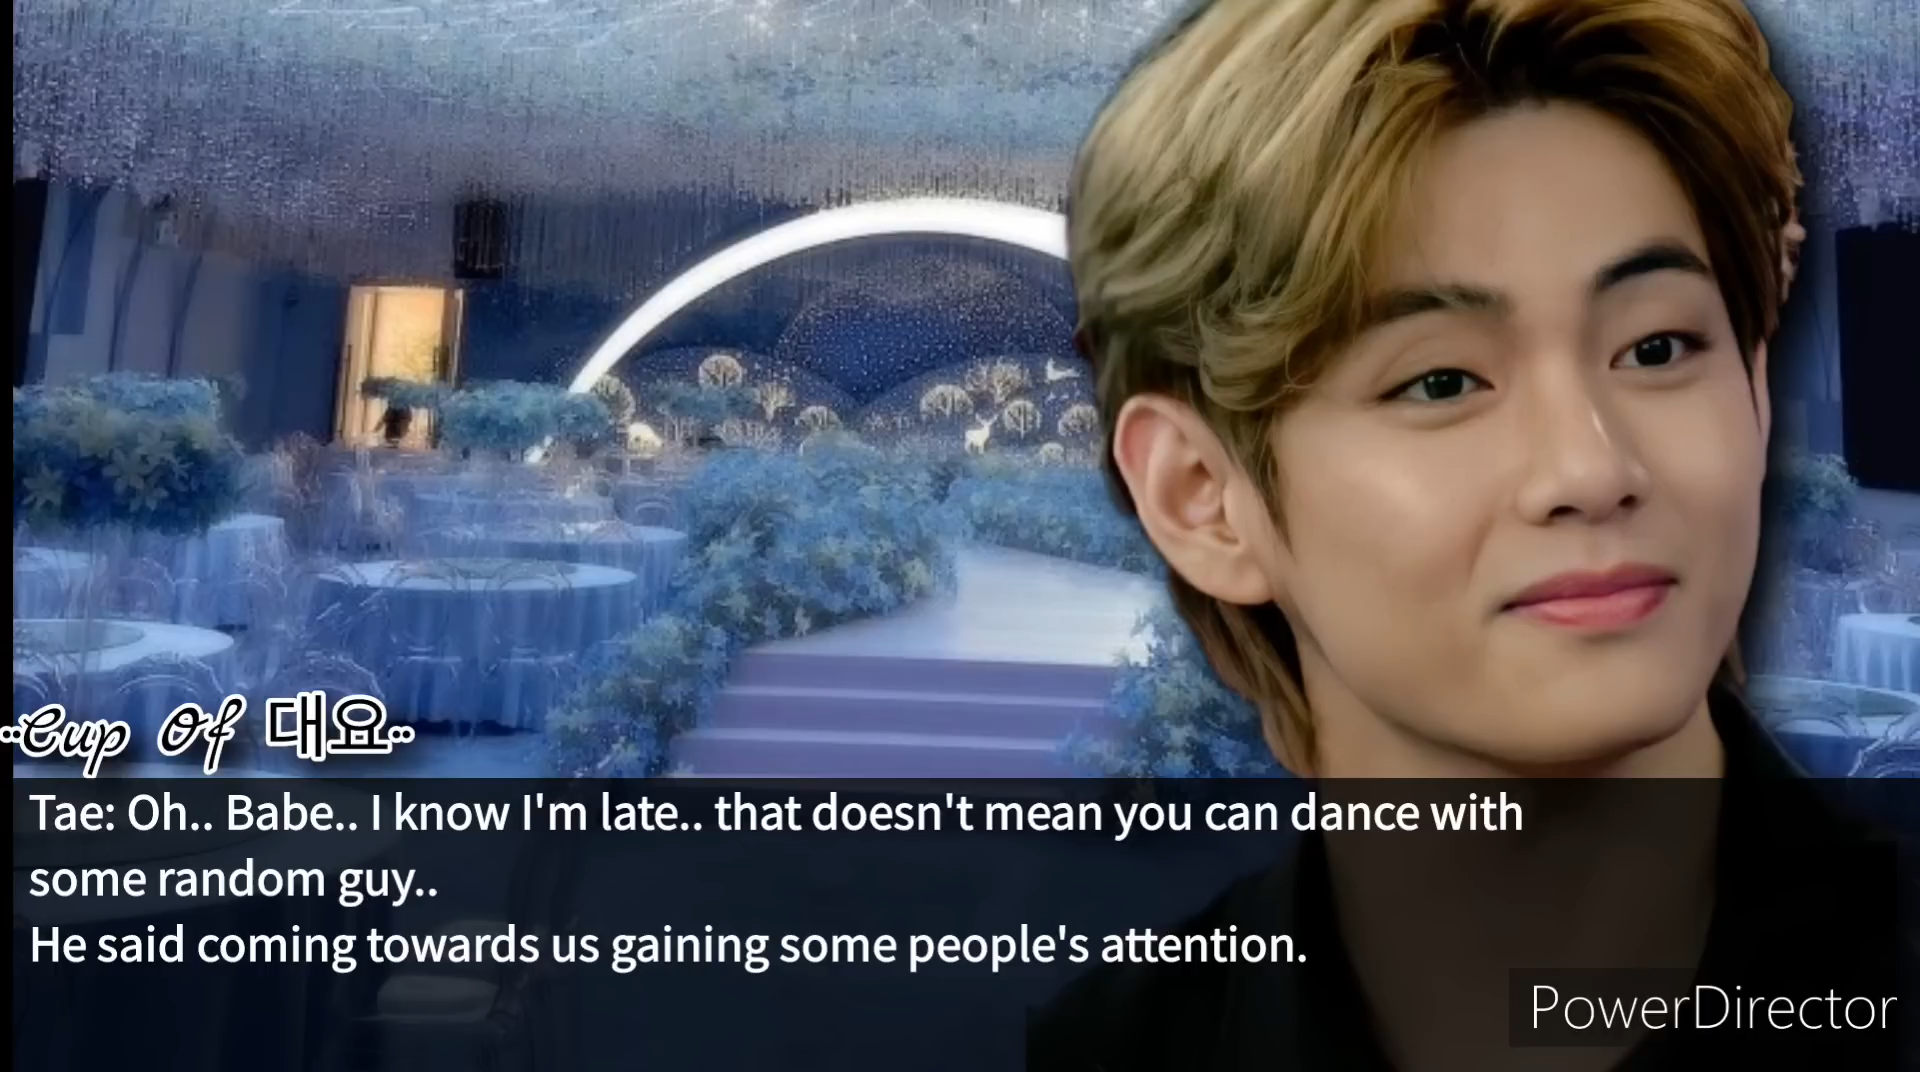 ..Cup Of 대요..
Tae: Oh.. Babe.. I know I'm late.. that doesn't mean you can dance with
some random guy..
He said coming towards us gaining some people's attention.
PowerDirector